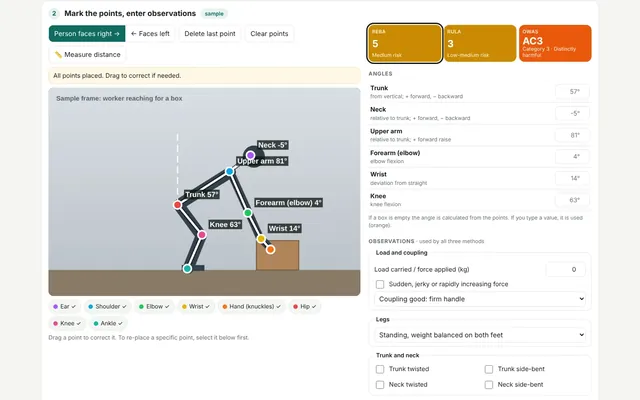 2 Mark the points, enter observations sample
Person faces right → ← Faces left Delete last point Clear points
📏 Measure distance
All points placed. Drag to correct if needed.
Sample frame: worker reaching for a box
Neck -5°
Upper arm 81°
Trunk 57°
Forearm (elbow) 4°
Knee 63°
Wrist 14°
Ear ✓ Shoulder ✓ Elbow ✓ Wrist ✓ Hand (knuckles) ✓ Hip ✓
Knee ✓ Ankle ✓
Drag a point to correct it. To re-place a specific point, select it below first.
REBA
5
Medium risk
RULA
3
Low-medium risk
OWAS
AC3
Category 3 · Distinctly harmful
ANGLES
Trunk 57°
from vertical; + forward, − backward
Neck -5°
relative to trunk; + forward, − backward
Upper arm 81°
relative to trunk; + forward raise
Forearm (elbow) 4°
elbow flexion
Wrist 14°
deviation from straight
Knee 63°
knee flexion
If a box is empty the angle is calculated from the points. If you type a value, it is used
(orange).
OBSERVATIONS · used by all three methods
Load and coupling
Load carried / force applied (kg) 0
Sudden, jerky or rapidly increasing force
Coupling good: firm handle
Legs
Standing, weight balanced on both feet
Trunk and neck
Trunk twisted Trunk side-bent
Neck twisted Neck side-bent